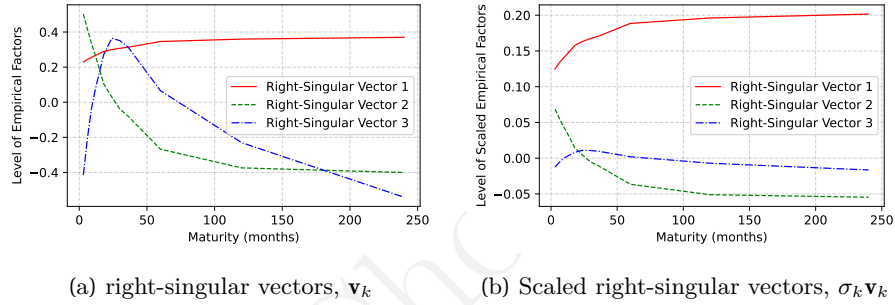 Level of Empirical Factors
0.4
0.2
0.0
−0.2
−0.4
Right-Singular Vector 1
Right-Singular Vector 2
Right-Singular Vector 3
0 50 100 150 200 250
Maturity (months)
(a) right-singular vectors, vₖ
Level of Scaled Empirical Factors
0.20
0.15
0.10
0.05
0.00
−0.05
Right-Singular Vector 1
Right-Singular Vector 2
Right-Singular Vector 3
0 50 100 150 200 250
Maturity (months)
(b) Scaled right-singular vectors, σₖvₖ